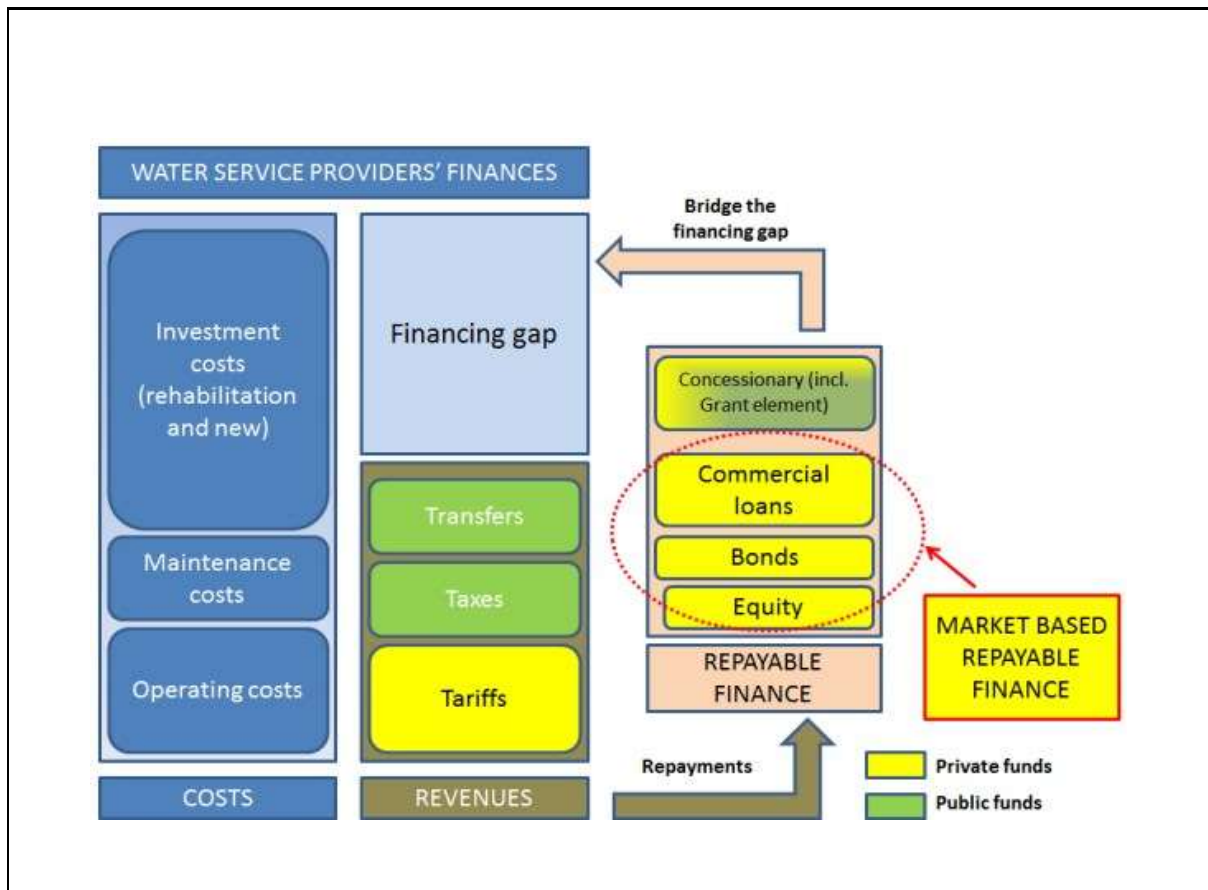 WATER SERVICE PROVIDERS' FINANCES
Investment
costs
(rehabilitation
and new)
Maintenance
costs
Operating costs
COSTS
Financing gap
Transfers
Taxes
Tariffs
REVENUES
Bridge the
financing gap
Concessionary (incl.
Grant element)
Commercial
loans
Bonds
Equity
REPAYABLE
FINANCE
Repayments
MARKET BASED
REPAYABLE
FINANCE
Private funds
Public funds